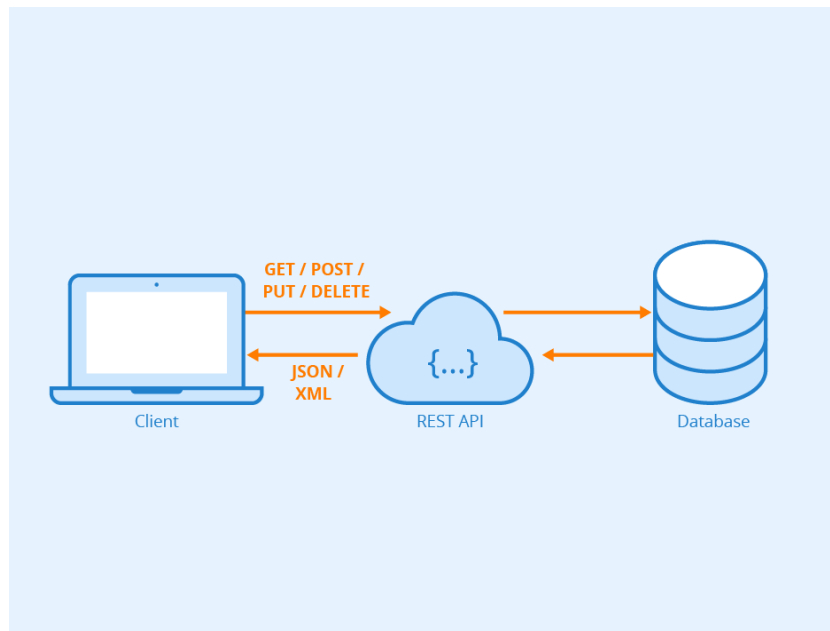 GET / POST /
PUT / DELETE
{...}
JSON /
XML
Client
REST API
Database